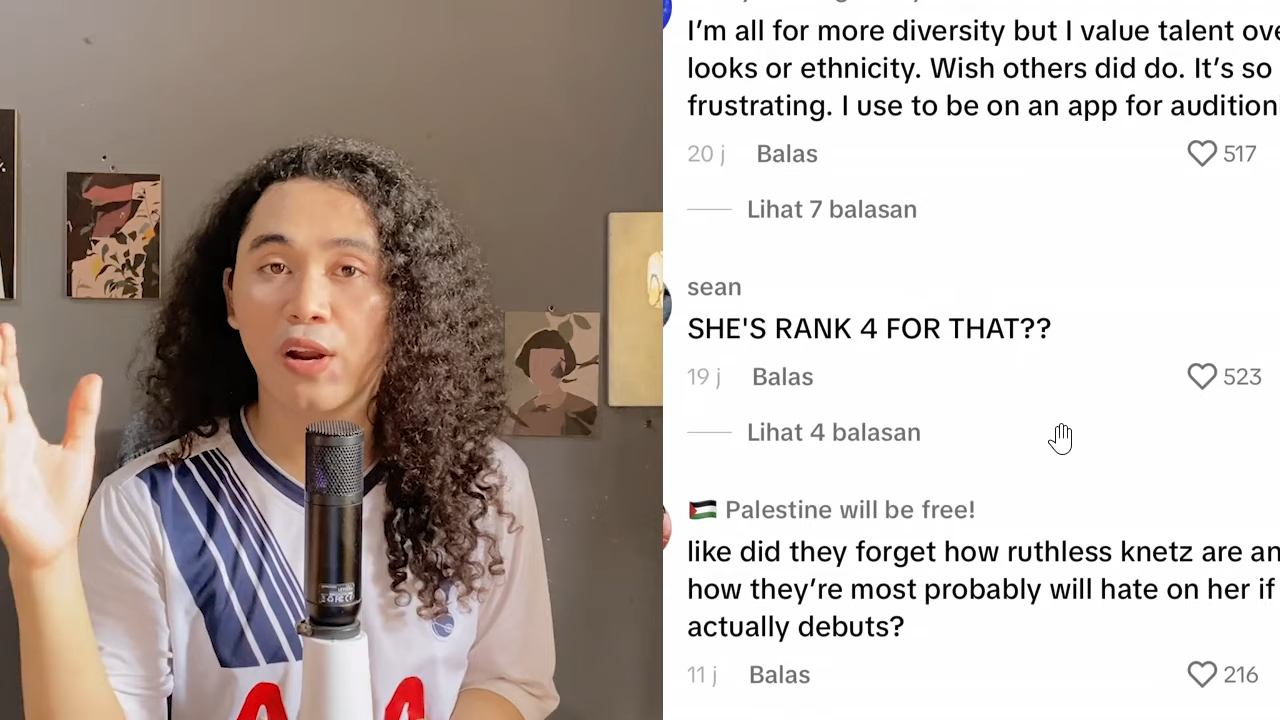 I’m all for more diversity but I value talent ove
looks or ethnicity. Wish others did do. It’s so
frustrating. I use to be on an app for audition
20 j Balas 517
Lihat 7 balasan
sean
SHE'S RANK 4 FOR THAT??
19 j Balas 523
Lihat 4 balasan
🇵🇸 Palestine will be free!
like did they forget how ruthless knetz are an
how they’re most probably will hate on her if
actually debuts?
11 j Balas 216